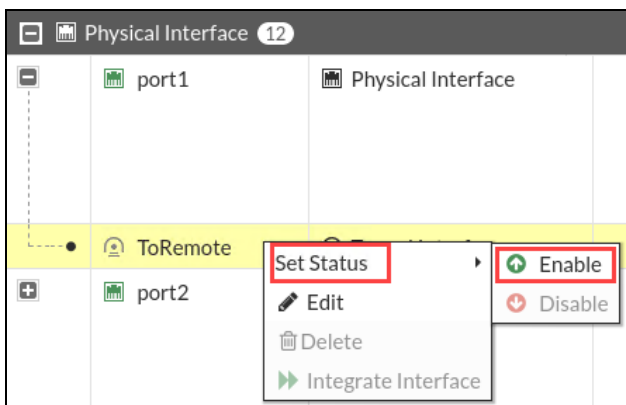 Physical Interface 12
port1 Physical Interface
ToRemote
Set Status Enable
port2 Edit Disable
Delete
Integrate Interface